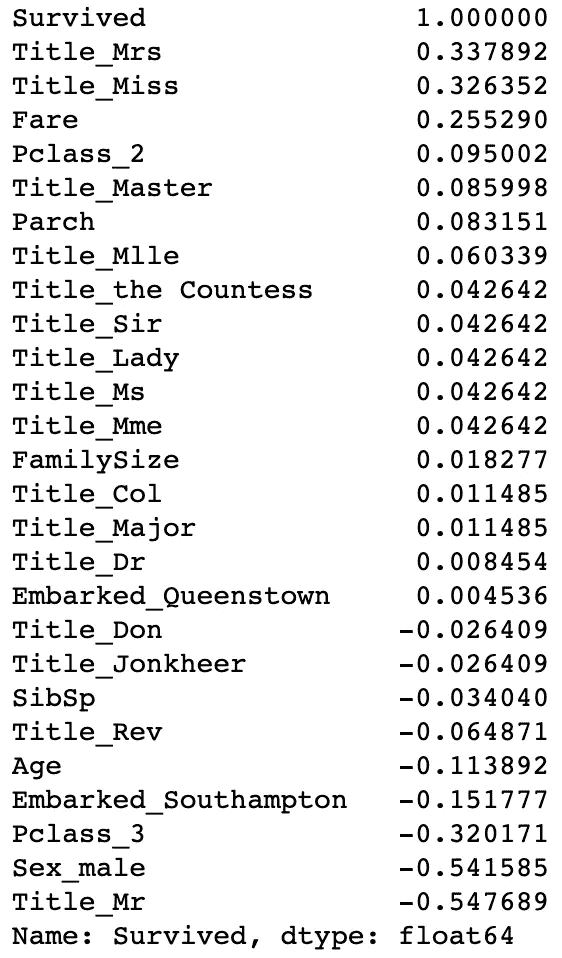 Survived 1.000000
Title_Mrs 0.337892
Title_Miss 0.326352
Fare 0.255290
Pclass_2 0.095002
Title_Master 0.085998
Parch 0.083151
Title_Mlle 0.060339
Title_the Countess 0.042642
Title_Sir 0.042642
Title_Lady 0.042642
Title_Ms 0.042642
Title_Mme 0.042642
FamilySize 0.018277
Title_Col 0.011485
Title_Major 0.011485
Title_Dr 0.008454
Embarked_Queenstown 0.004536
Title_Don -0.026409
Title_Jonkheer -0.026409
SibSp -0.034040
Title_Rev -0.064871
Age -0.113892
Embarked_Southampton -0.151777
Pclass_3 -0.320171
Sex_male -0.541585
Title_Mr -0.547689
Name: Survived, dtype: float64